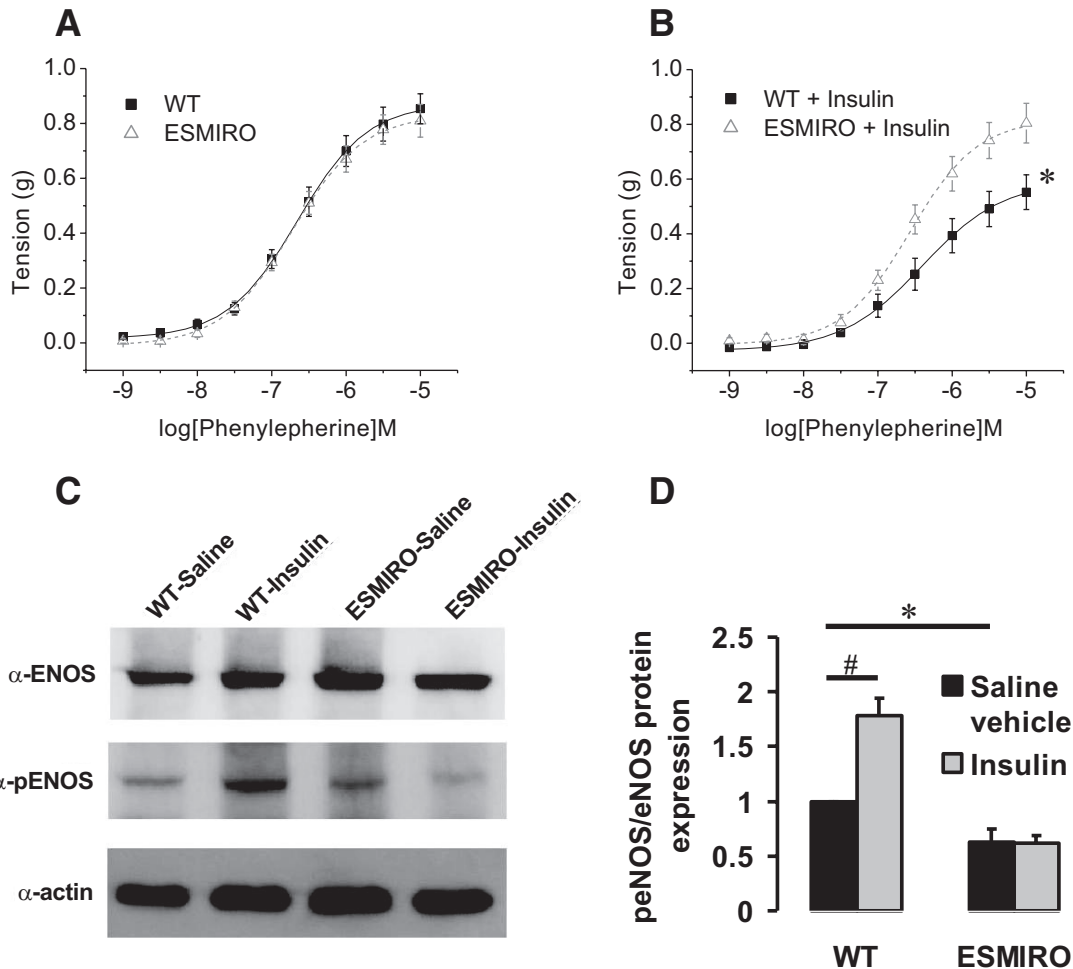 A
1.0
0.8
0.6
0.4
0.2
0.0
Tension (g)
WT
ESMIRO
-9
-8
-7
-6
-5
log[Phenylepherine]M
B
1.0
0.8
0.6
0.4
0.2
0.0
Tension (g)
WT + Insulin
ESMIRO + Insulin
*
-9
-8
-7
-6
-5
log[Phenylepherine]M
C
WT-Saline
WT-Insulin
ESMIRO-Saline
ESMIRO-Insulin
α-ENOS
α-pENOS
α-actin
D
peNOS/eNOS protein
expression
2.5
2
1.5
1
0.5
0
*
#
Saline
vehicle
Insulin
WT
ESMIRO